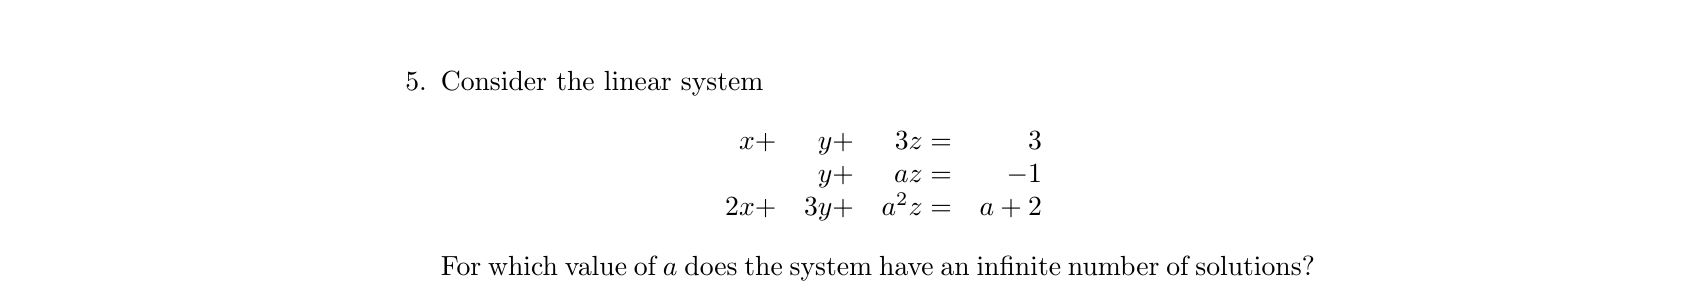 5. Consider the linear system
x+ y+ 3z = 3
y+ az = −1
2x+ 3y+ a²z = a + 2
For which value of a does the system have an infinite number of solutions?